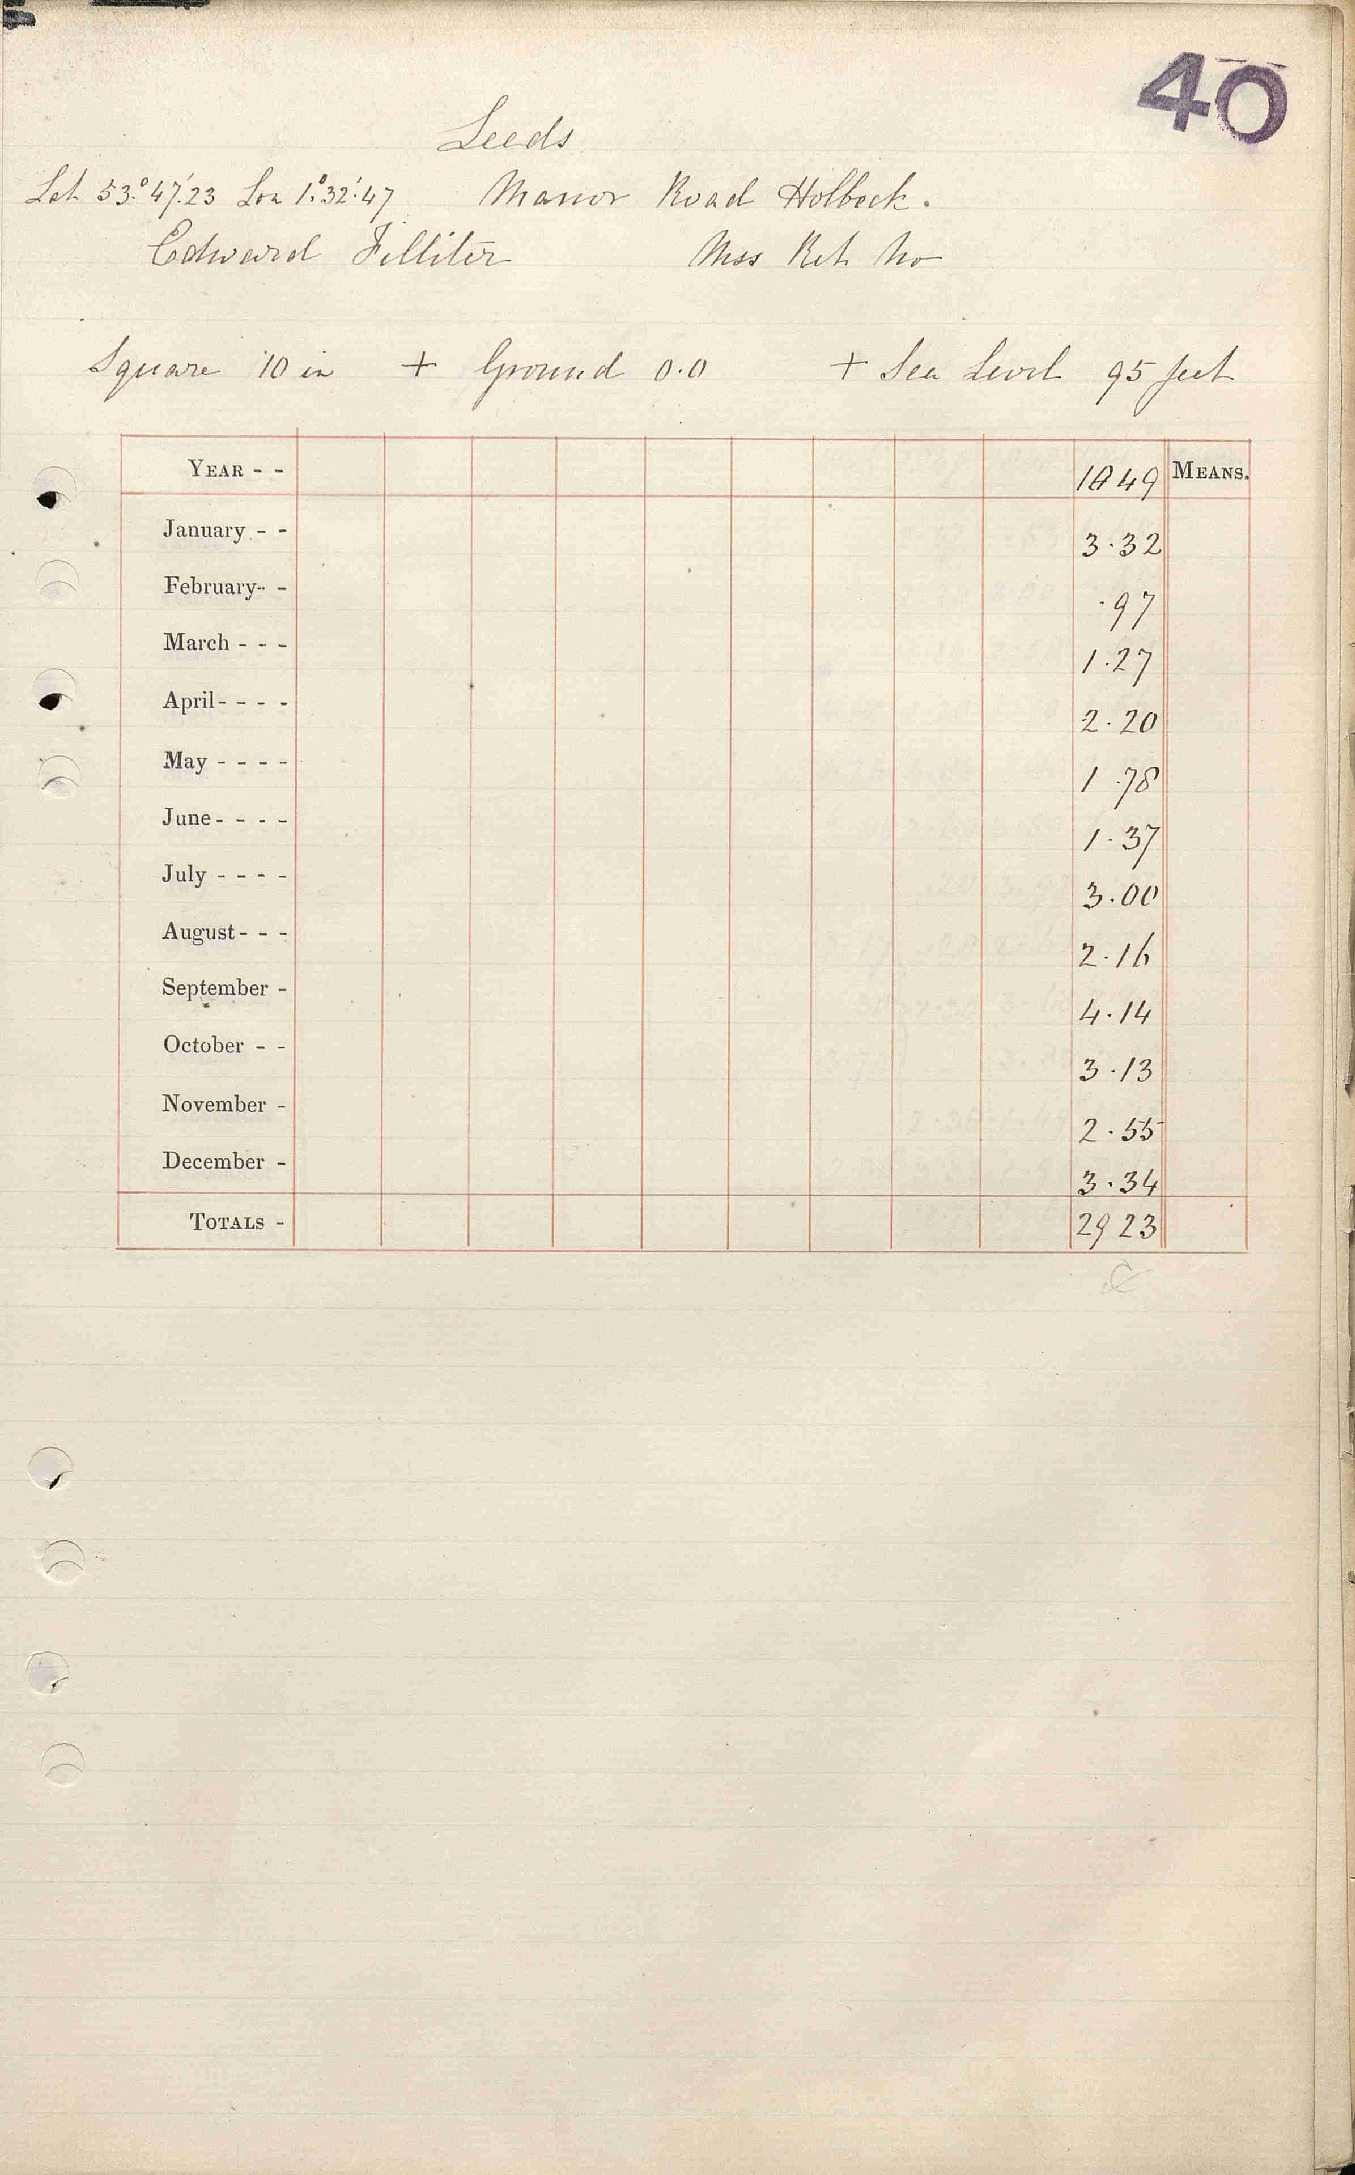 40
Leeds
Lat 53°.47'.23 Lon 1°.32'.47 Manor Road Holbeck.
Edward Filliter Mss Ret No
Square 10 in + Ground 0.0 + Sea Level 95 feet
YEAR - - 1849 MEANS.
January - - 3.32
February - - .97
March - - - 1.27
April - - - - 2.20
May - - - - 1.78
June - - - - 1.37
July - - - - 3.00
August - - - 2.16
September - 4.14
October - - 3.13
November - 2.55
December - 3.34
TOTALS - 29 23